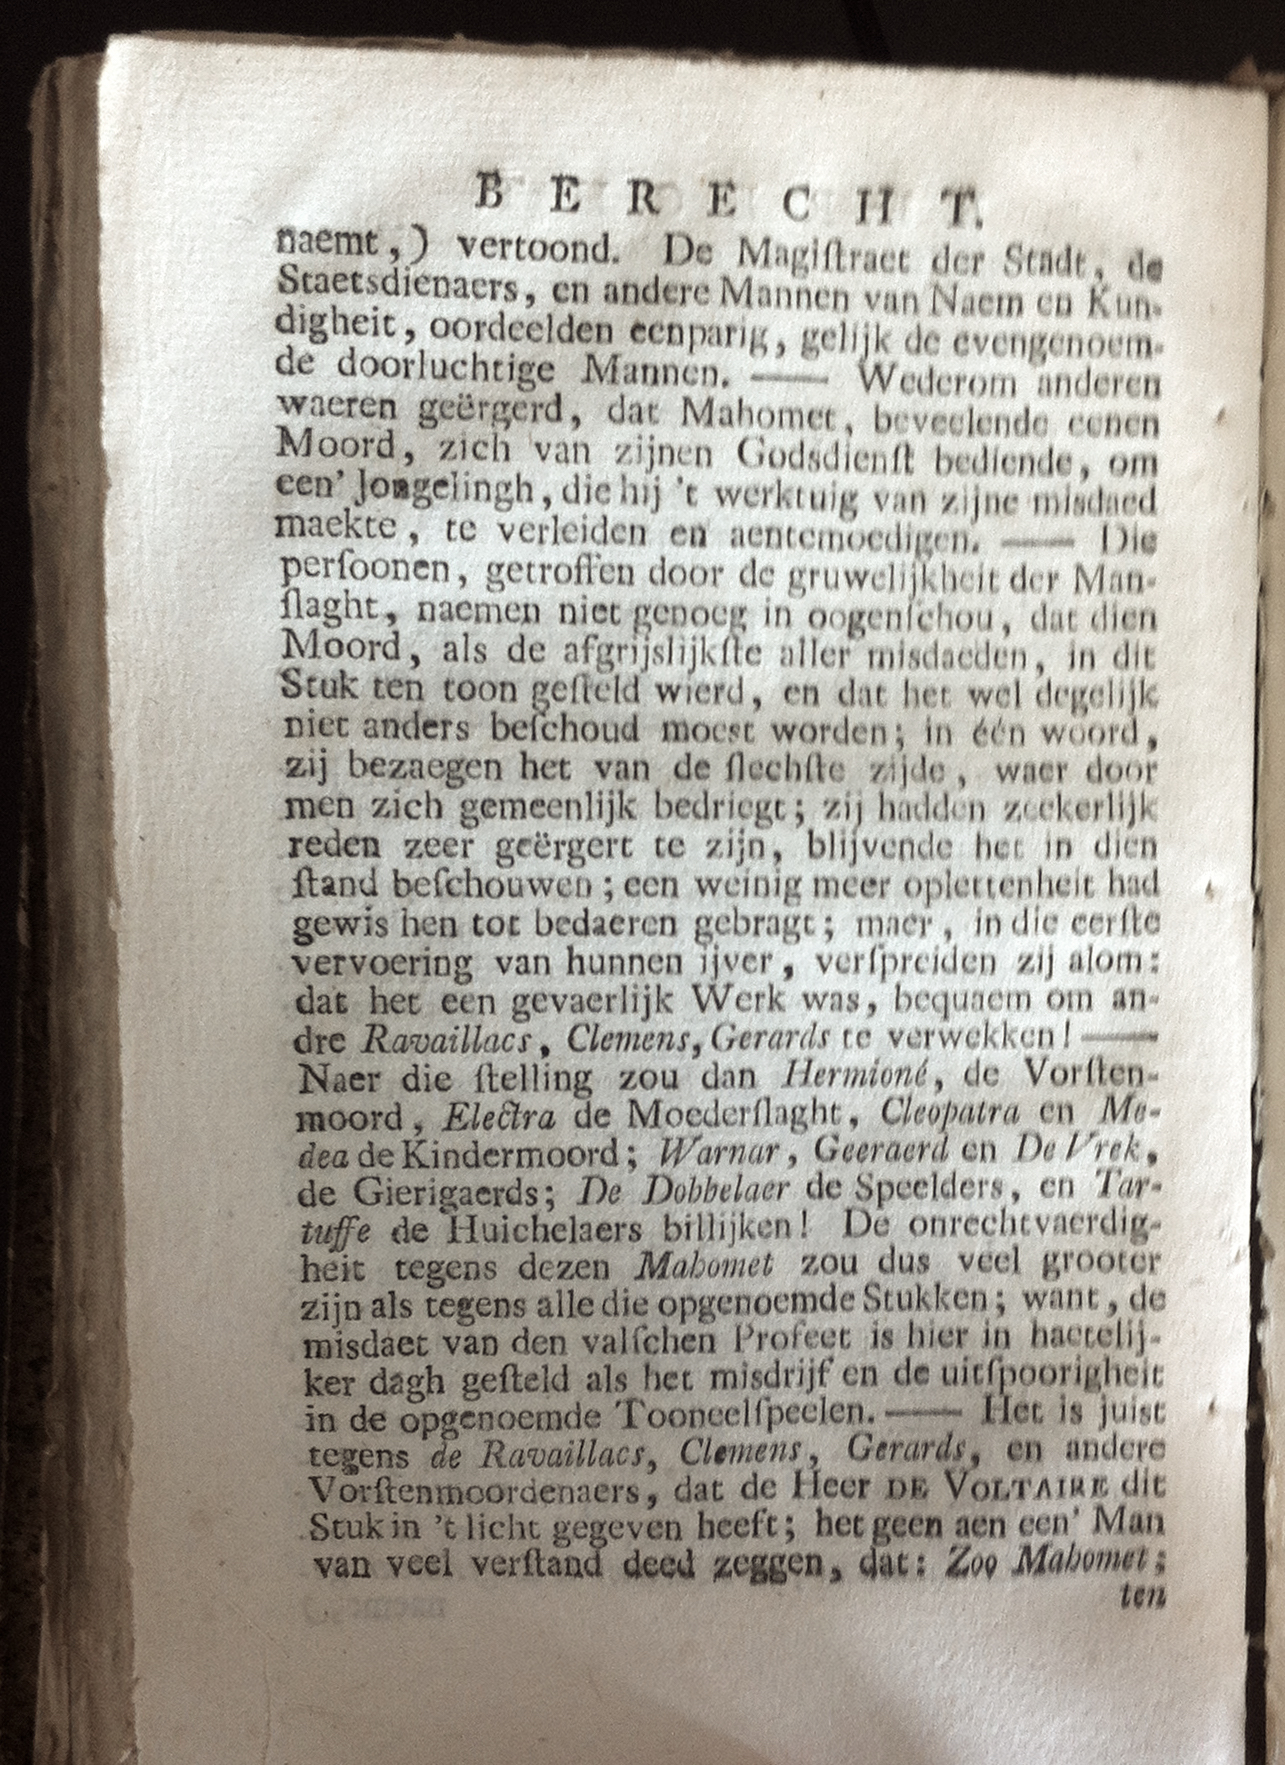 BERECHT.
naemt,) vertoond. De Magiſtraet der Stadt, de
Staetsdienaers, en andere Mannen van Naem en Kun-
digheit, oordeelden eenparig, gelijk de evengenoem-
de doorluchtige Mannen. —— Wederom anderen
waeren geërgerd, dat Mahomet, beveelende eenen
Moord, zich van zijnen Godsdienſt bediende, om
een' Jongelingh, die hij 't werktuig van zijne misdaed
maekte, te verleiden en aentemoedigen. —— Die
perſoonen, getroffen door de gruwelijkheit der Man-
ſlaght, naemen niet genoeg in oogenſchou, dat dien
Moord, als de afgrijslijkſte aller misdaeden, in dit
Stuk ten toon geſteld wierd, en dat het wel degelijk
niet anders beſchoud moest worden; in één woord,
zij bezaegen het van de ſlechſte zijde, waer door
men zich gemeenlijk bedriegt; zij hadden zeekerlijk
reden zeer geërgert te zijn, blijvende het in dien
ſtand beſchouwen; een weinig meer oplettenheit had
gewis hen tot bedaeren gebragt; maer, in die eerſte
vervoering van hunnen ijver, verſpreiden zij alom:
dat het een gevaerlijk Werk was, bequaem om an-
dre Ravaillacs, Clemens, Gerards te verwekken! ——
Naer die ſtelling zou dan Hermioné, de Vorſten-
moord, Electra de Moederſlaght, Cleopatra en Me-
dea de Kindermoord; Warnar, Geeraerd en De Vrek,
de Gierigaerds; De Dobbelaer de Speelders, en Tar-
tuffe de Huichelaers billijken! De onrechtvaerdig-
heit tegens dezen Mahomet zou dus veel grooter
zijn als tegens alle die opgenoemde Stukken; want, de
misdaet van den valſchen Profeet is hier in haetelij-
ker dagh geſteld als het misdrijf en de uitſpoorigheit
in de opgenoemde Tooneelſpeelen. —— Het is juist
tegens de Ravaillacs, Clemens, Gerards, en andere
Vorſtenmoordenaers, dat de Heer DE VOLTAIRE dit
Stuk in 't licht gegeven heeft; het geen aen een' Man
van veel verſtand deed zeggen, dat: Zoo Mahomet;
ten